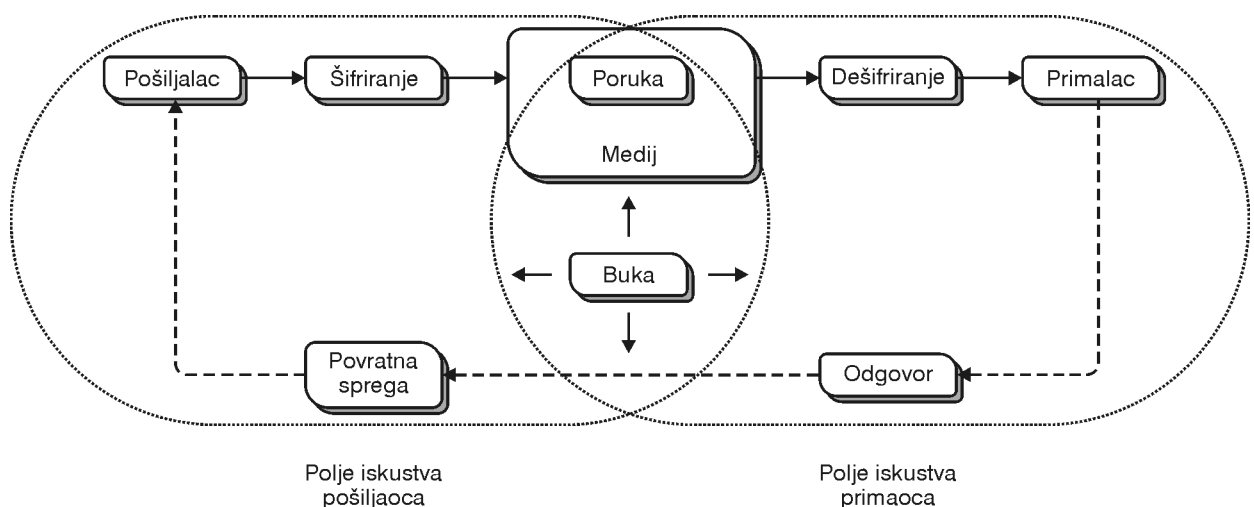 Pošiljalac
Šifriranje
Poruka
Medij
Dešifriranje
Primalac
Buka
Povratna
sprega
Odgovor
Polje iskustva
pošiljaoca
Polje iskustva
primaoca